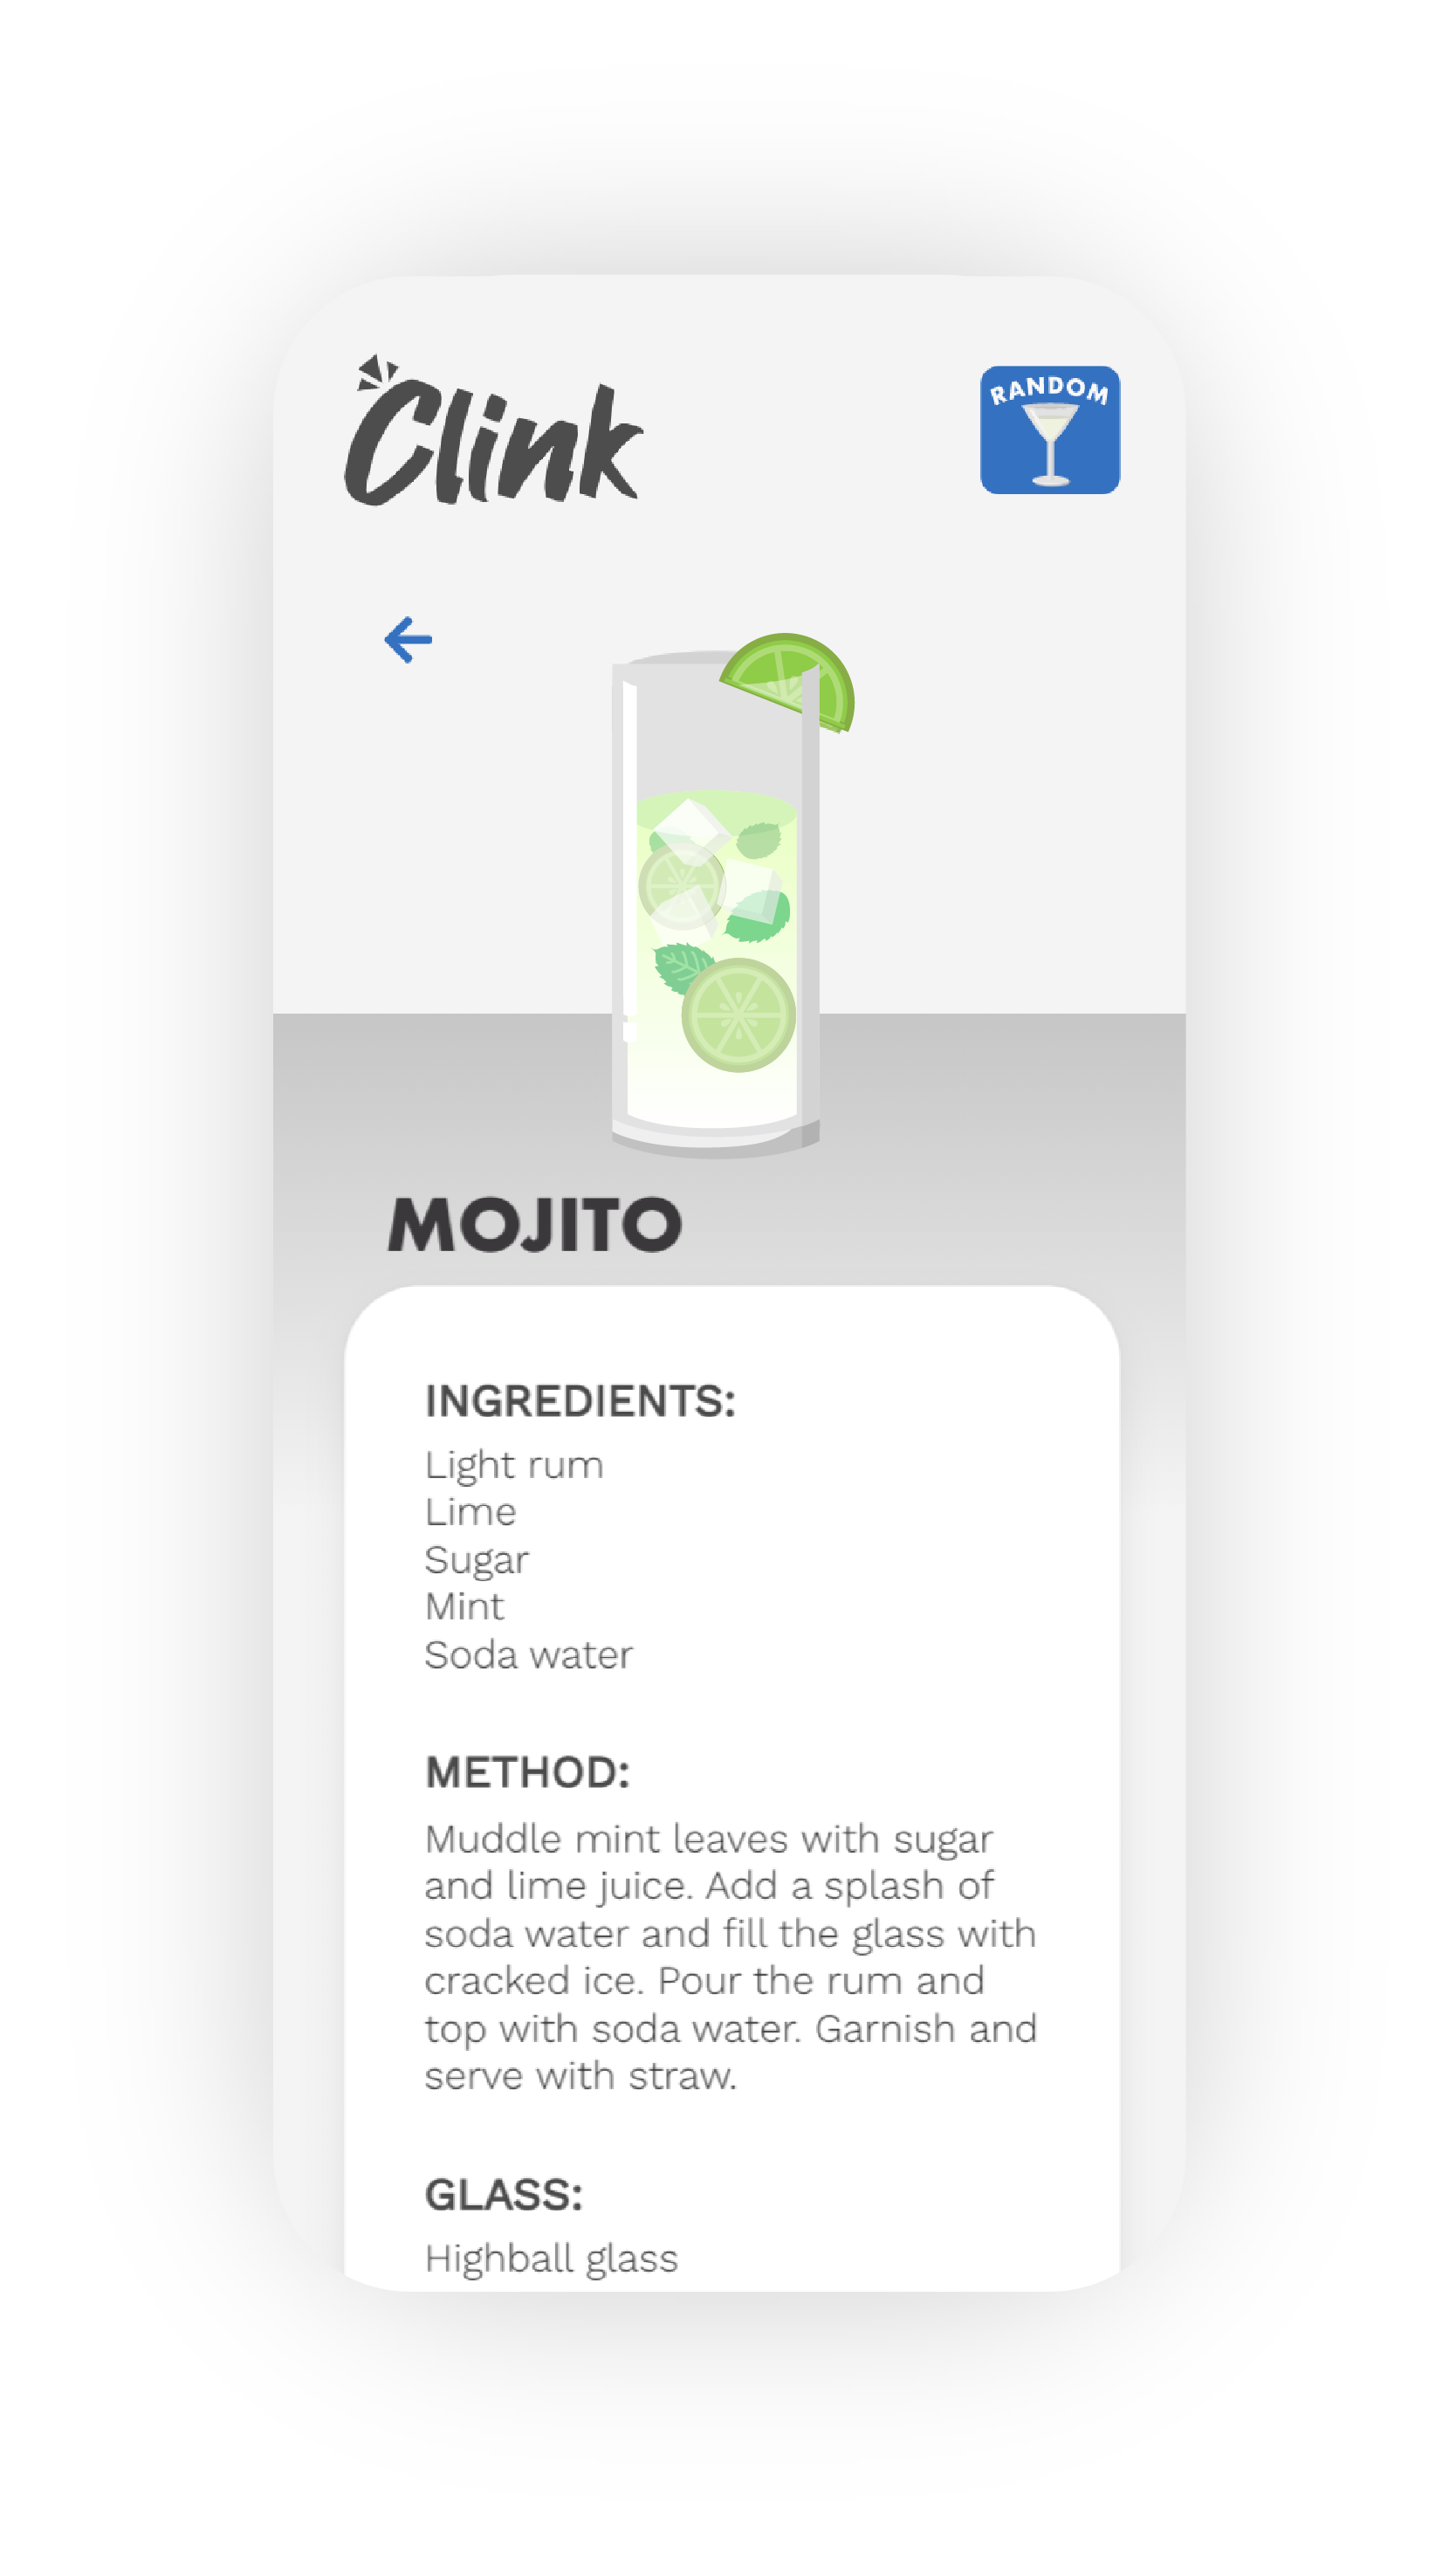 Clink
RANDOM
MOJITO
INGREDIENTS:
Light rum
Lime
Sugar
Mint
Soda water
METHOD:
Muddle mint leaves with sugar
and lime juice. Add a splash of
soda water and fill the glass with
cracked ice. Pour the rum and
top with soda water. Garnish and
serve with straw.
GLASS:
Highball glass